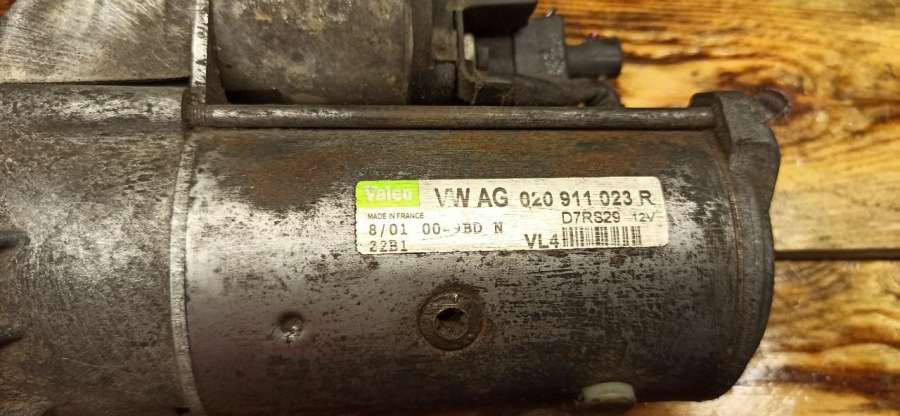 Valeo VW AG 020 911 023 R
MADE IN FRANCE D7RS29 12V
8/01 N
22B1 VL4